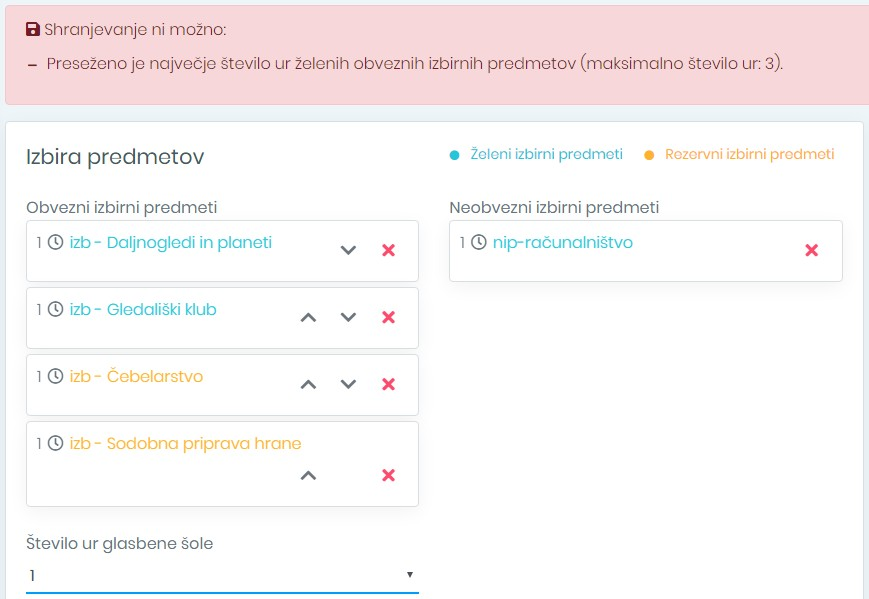 Shranjevanje ni možno:
– Preseženo je največje število ur želenih obveznih izbirnih predmetov (maksimalno število ur: 3).
Izbira predmetov
Želeni izbirni predmeti
Rezervni izbirni predmeti
Obvezni izbirni predmeti
1 izb - Daljnogledi in planeti
1 izb - Gledališki klub
1 izb - Čebelarstvo
1 izb - Sodobna priprava hrane
Neobvezni izbirni predmeti
1 nip-računalništvo
Število ur glasbene šole
1